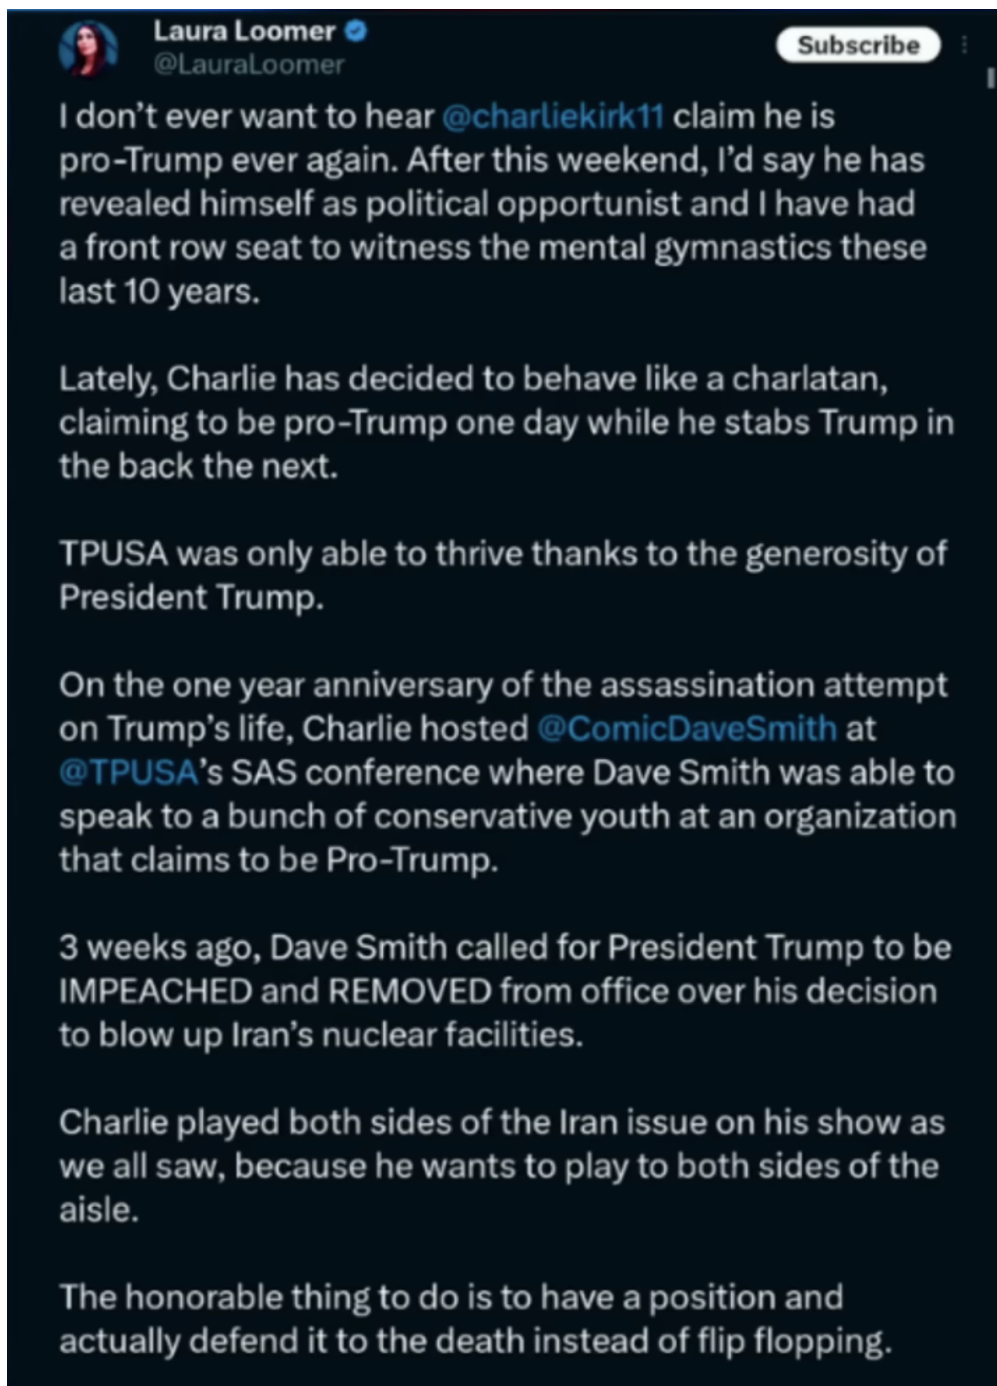 Laura Loomer
@LauraLoomer
Subscribe
I don’t ever want to hear @charliekirk11 claim he is
pro-Trump ever again. After this weekend, I’d say he has
revealed himself as political opportunist and I have had
a front row seat to witness the mental gymnastics these
last 10 years.
Lately, Charlie has decided to behave like a charlatan,
claiming to be pro-Trump one day while he stabs Trump in
the back the next.
TPUSA was only able to thrive thanks to the generosity of
President Trump.
On the one year anniversary of the assassination attempt
on Trump’s life, Charlie hosted @ComicDaveSmith at
@TPUSA’s SAS conference where Dave Smith was able to
speak to a bunch of conservative youth at an organization
that claims to be Pro-Trump.
3 weeks ago, Dave Smith called for President Trump to be
IMPEACHED and REMOVED from office over his decision
to blow up Iran’s nuclear facilities.
Charlie played both sides of the Iran issue on his show as
we all saw, because he wants to play to both sides of the
aisle.
The honorable thing to do is to have a position and
actually defend it to the death instead of flip flopping.